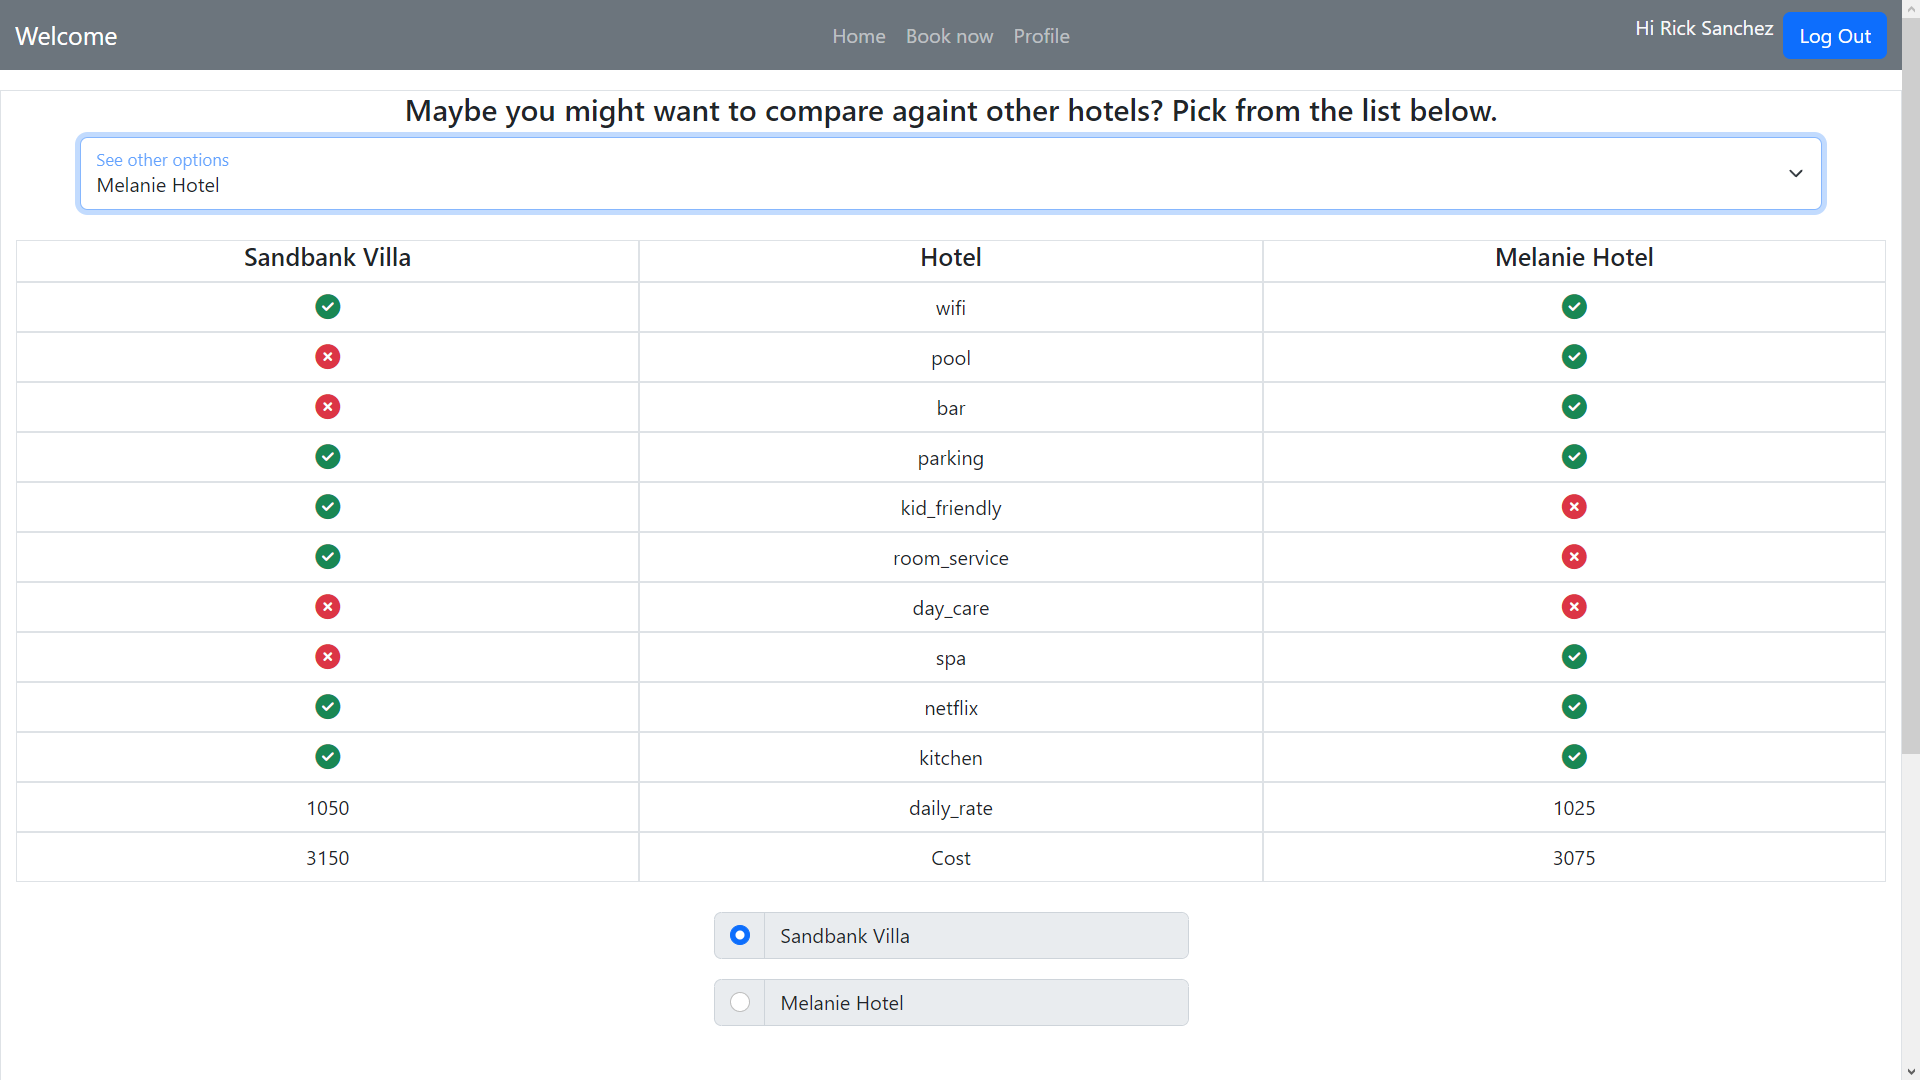 Welcome
Home Book now Profile
Hi Rick Sanchez
Log Out
Maybe you might want to compare againt other hotels? Pick from the list below.
See other options
Melanie Hotel
Sandbank Villa Hotel Melanie Hotel
wifi
pool
bar
parking
kid_friendly
room_service
day_care
spa
netflix
kitchen
1050 daily_rate 1025
3150 Cost 3075
Sandbank Villa
Melanie Hotel